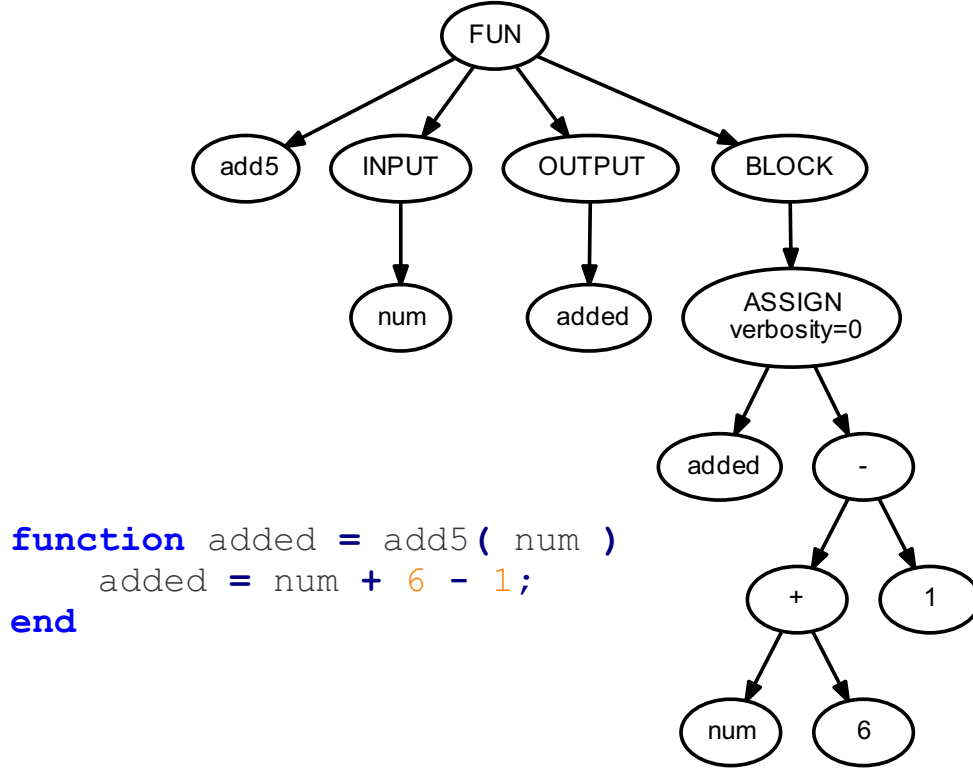 FUN
add5
INPUT
OUTPUT
BLOCK
num
added
ASSIGN
verbosity=0
added
-
+
1
num
6
function added = add5( num )
    added = num + 6 - 1;
end